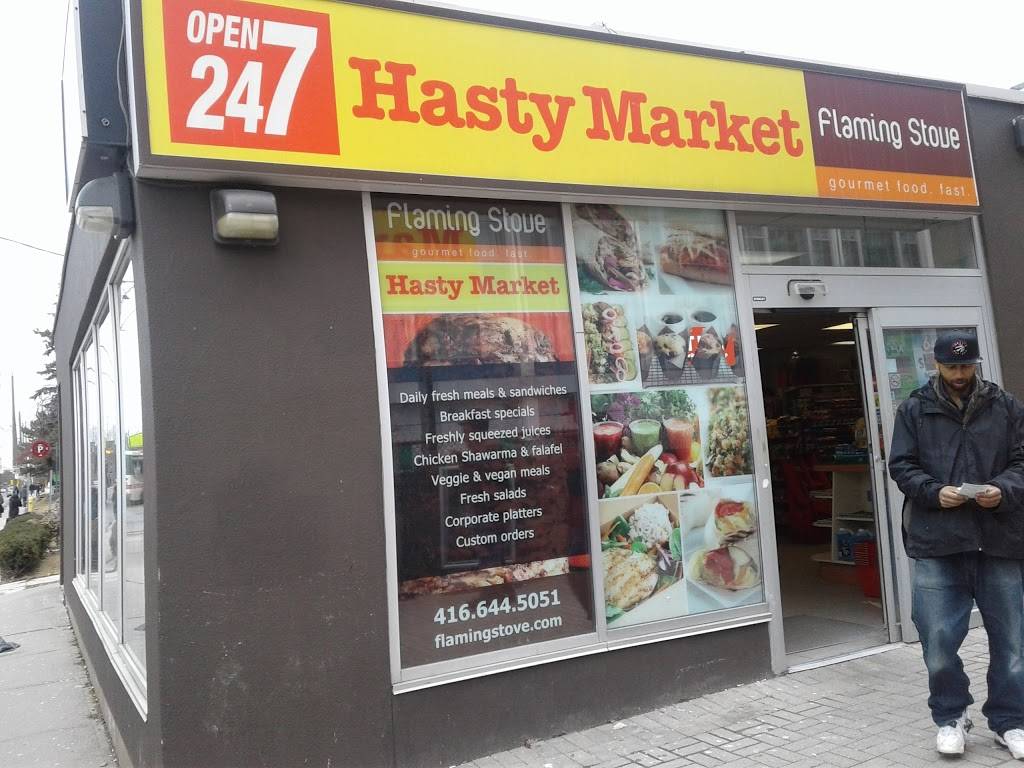 OPEN
24 7
Hasty Market
Flaming Stove
gourmet food. fast.
Flaming Stove
gourmet food. fast.
Hasty Market
Daily fresh meals & sandwiches
Breakfast specials
Freshly squeezed juices
Chicken Shawarma & falafel
Veggie & vegan meals
Fresh salads
Corporate platters
Custom orders
416.644.5051
flamingstove.com
P